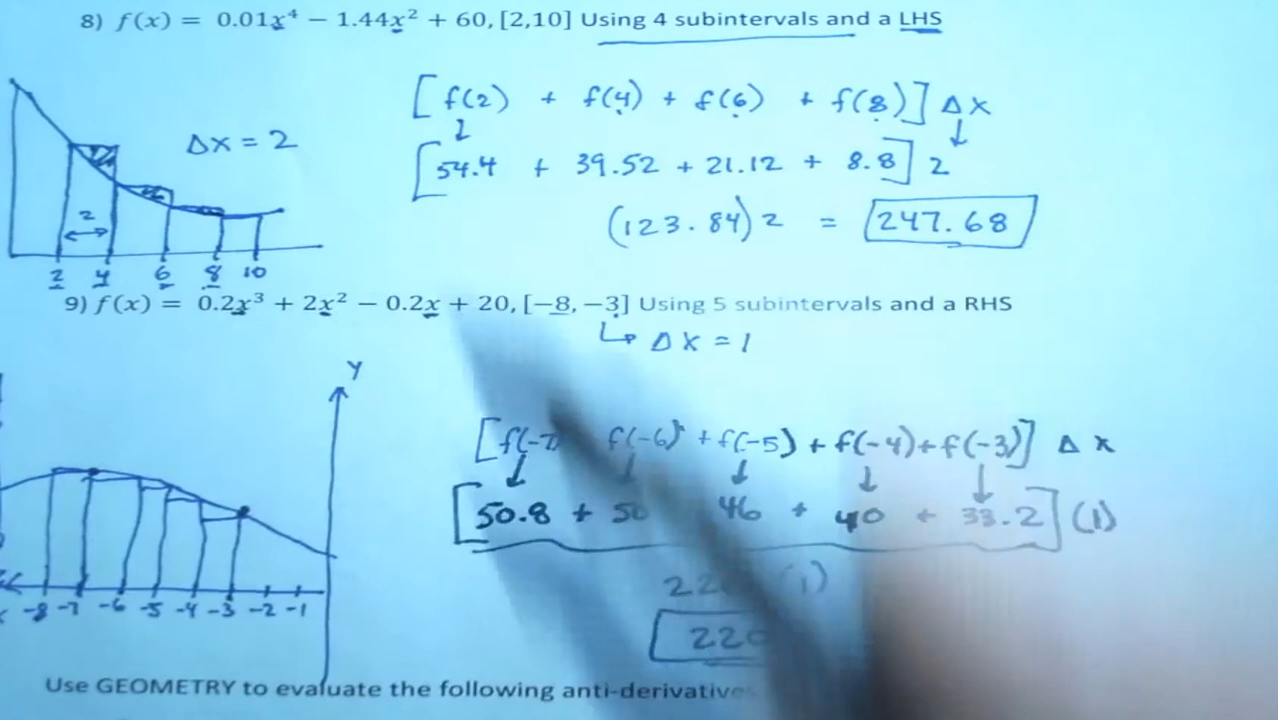 8) f(x) = 0.01x⁴ − 1.44x² + 60, [2,10] Using 4 subintervals and a LHS
[f(2) + f(4) + f(6) + f(8)] Δx
Δx = 2
[54.4 + 39.52 + 21.12 + 8.8] 2
(123.84) 2 = 247.68
2
2 4 6 8 10
9) f(x) = 0.2x³ + 2x² − 0.2x + 20, [−8, −3] Using 5 subintervals and a RHS
Δx = 1
Y
[f(-7 f(-6) + f(-5) + f(-4) + f(-3)] Δx
[50.8 + 50 46 + 40 + 33.2] (1)
22 1)
-8 -7 -6 -5 -4 -3 -2 -1
220
Use GEOMETRY to evaluate the following anti-derivative